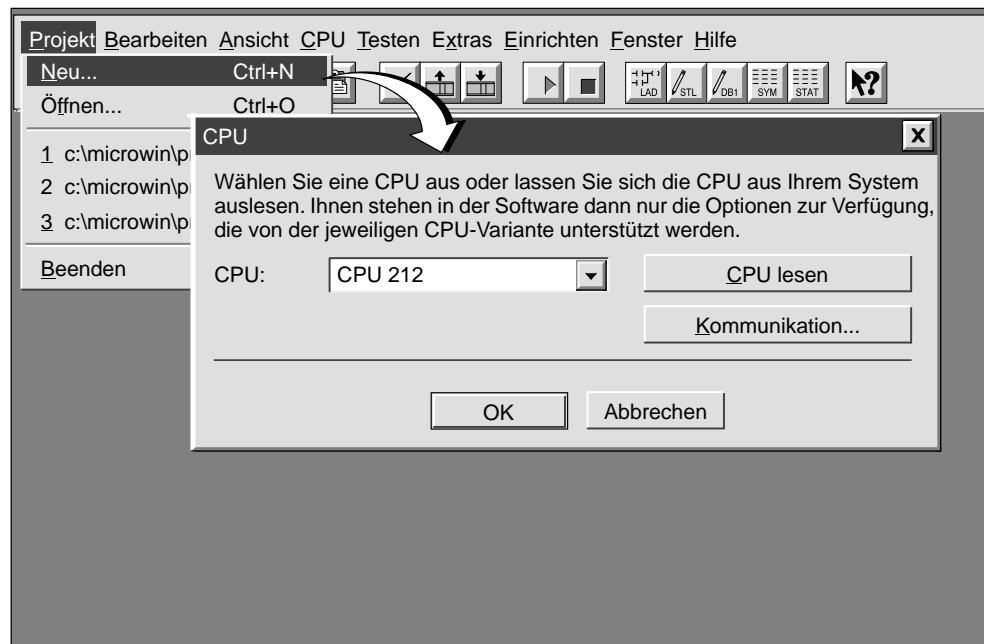 Projekt Bearbeiten Ansicht CPU Testen Extras Einrichten Fenster Hilfe
Neu... Ctrl+N
Öffnen... Ctrl+O
LAD STL DB1 SYM STAT
1 c:\microwin\p
2 c:\microwin\p
3 c:\microwin\p
Beenden
CPU
Wählen Sie eine CPU aus oder lassen Sie sich die CPU aus Ihrem System
auslesen. Ihnen stehen in der Software dann nur die Optionen zur Verfügung,
die von der jeweiligen CPU-Variante unterstützt werden.
CPU: CPU 212 CPU lesen
Kommunikation...
OK Abbrechen